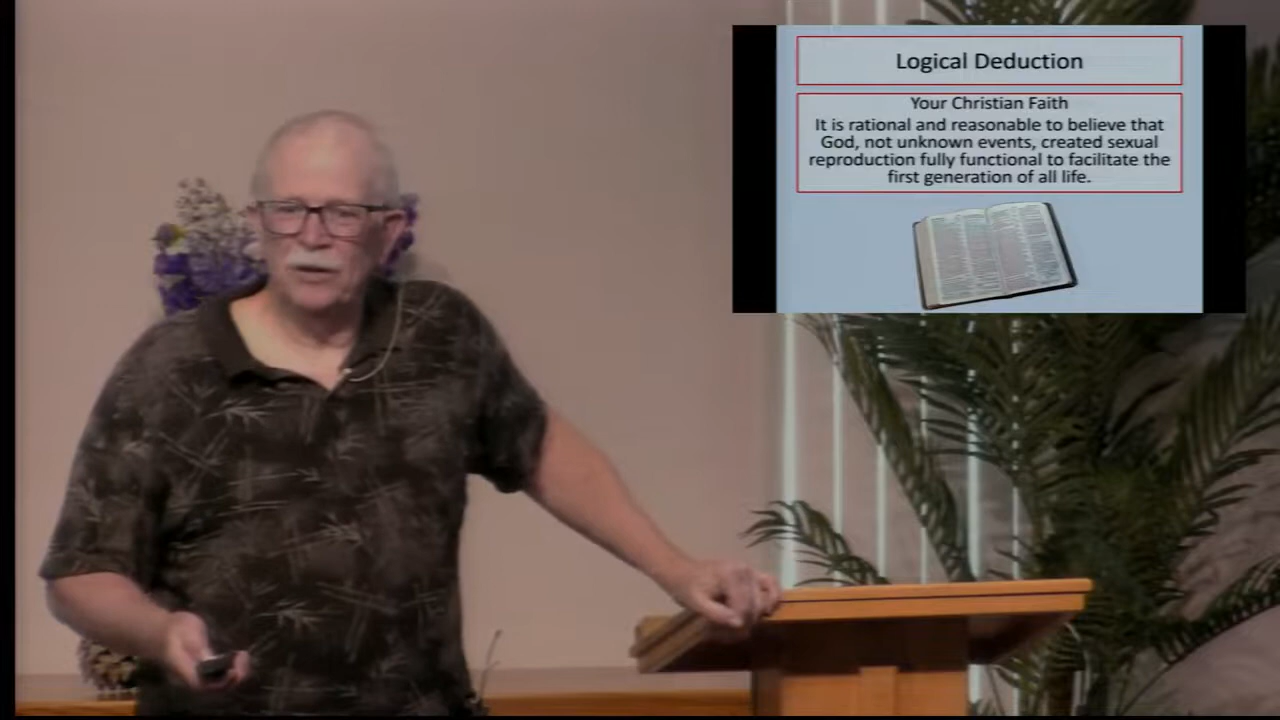 Logical Deduction
Your Christian Faith
It is rational and reasonable to believe that
God, not unknown events, created sexual
reproduction fully functional to facilitate the
first generation of all life.